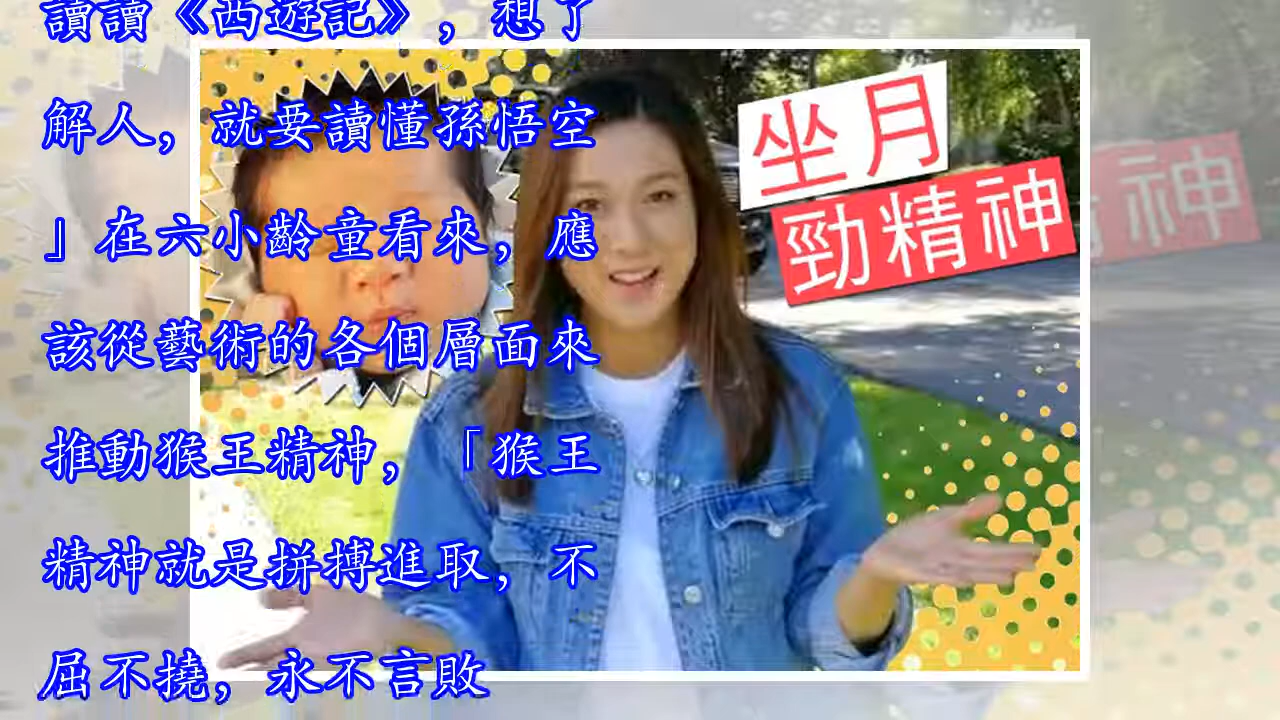 讀讀《西遊記》，想了
解人，就要讀懂孫悟空
」在六小齡童看來，應
該從藝術的各個層面來
推動猴王精神，「猴王
精神就是拼搏進取，不
屈不撓，永不言敗
坐月
勁精神
精神